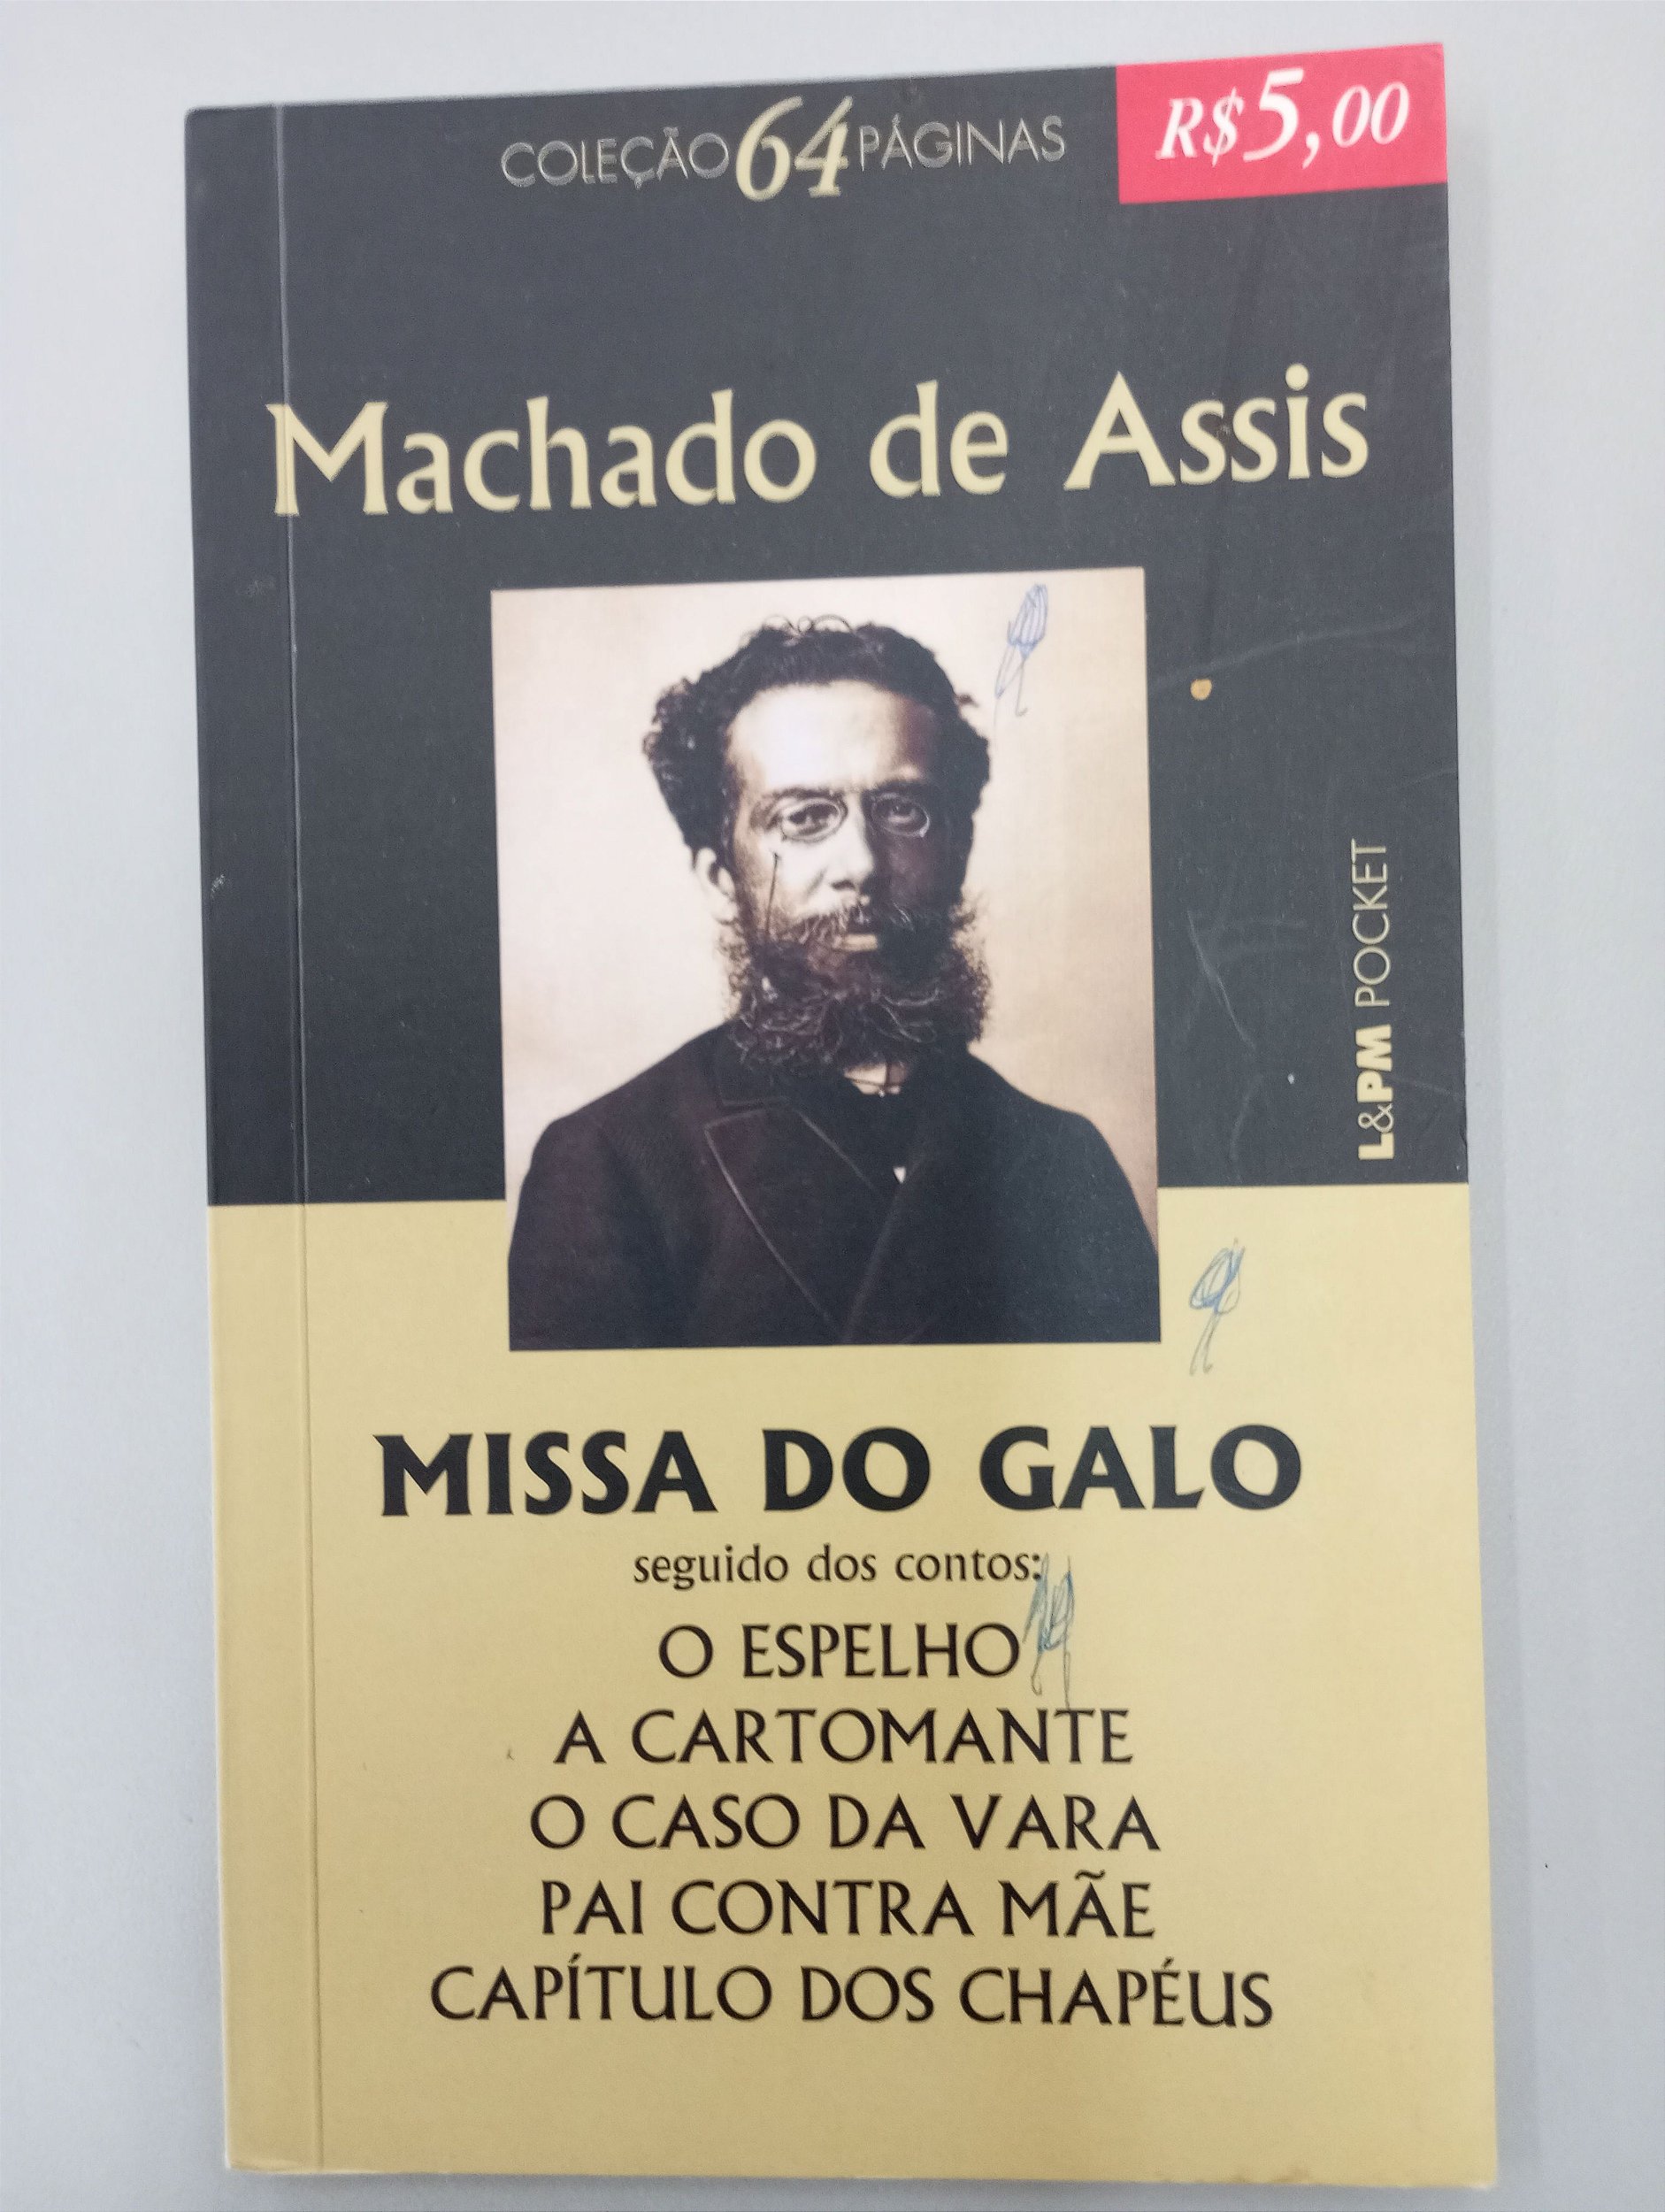 COLEÇÃO 64 PÁGINAS
R$5,00
Machado de Assis
L&PM POCKET
MISSA DO GALO
seguido dos contos:
O ESPELHO
A CARTOMANTE
O CASO DA VARA
PAI CONTRA MÃE
CAPÍTULO DOS CHAPÉUS